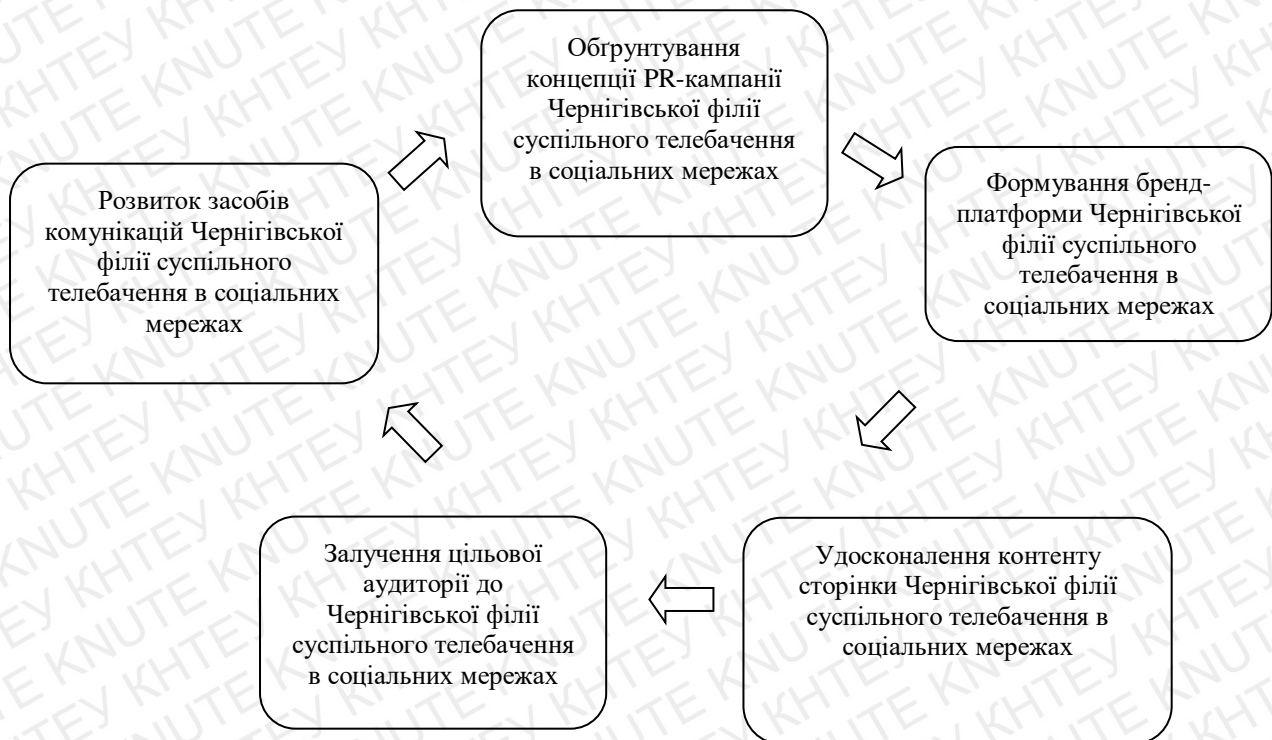 Обґрунтування
концепції PR-кампанії
Чернігівської філії
суспільного телебачення
в соціальних мережах
Формування бренд-
платформи Чернігівської
філії суспільного
телебачення в
соціальних мережах
Удосконалення контенту
сторінки Чернігівської філії
суспільного телебачення в
соціальних мережах
Залучення цільової
аудиторії до
Чернігівської філії
суспільного телебачення
в соціальних мережах
Розвиток засобів
комунікацій Чернігівської
філії суспільного
телебачення в соціальних
мережах